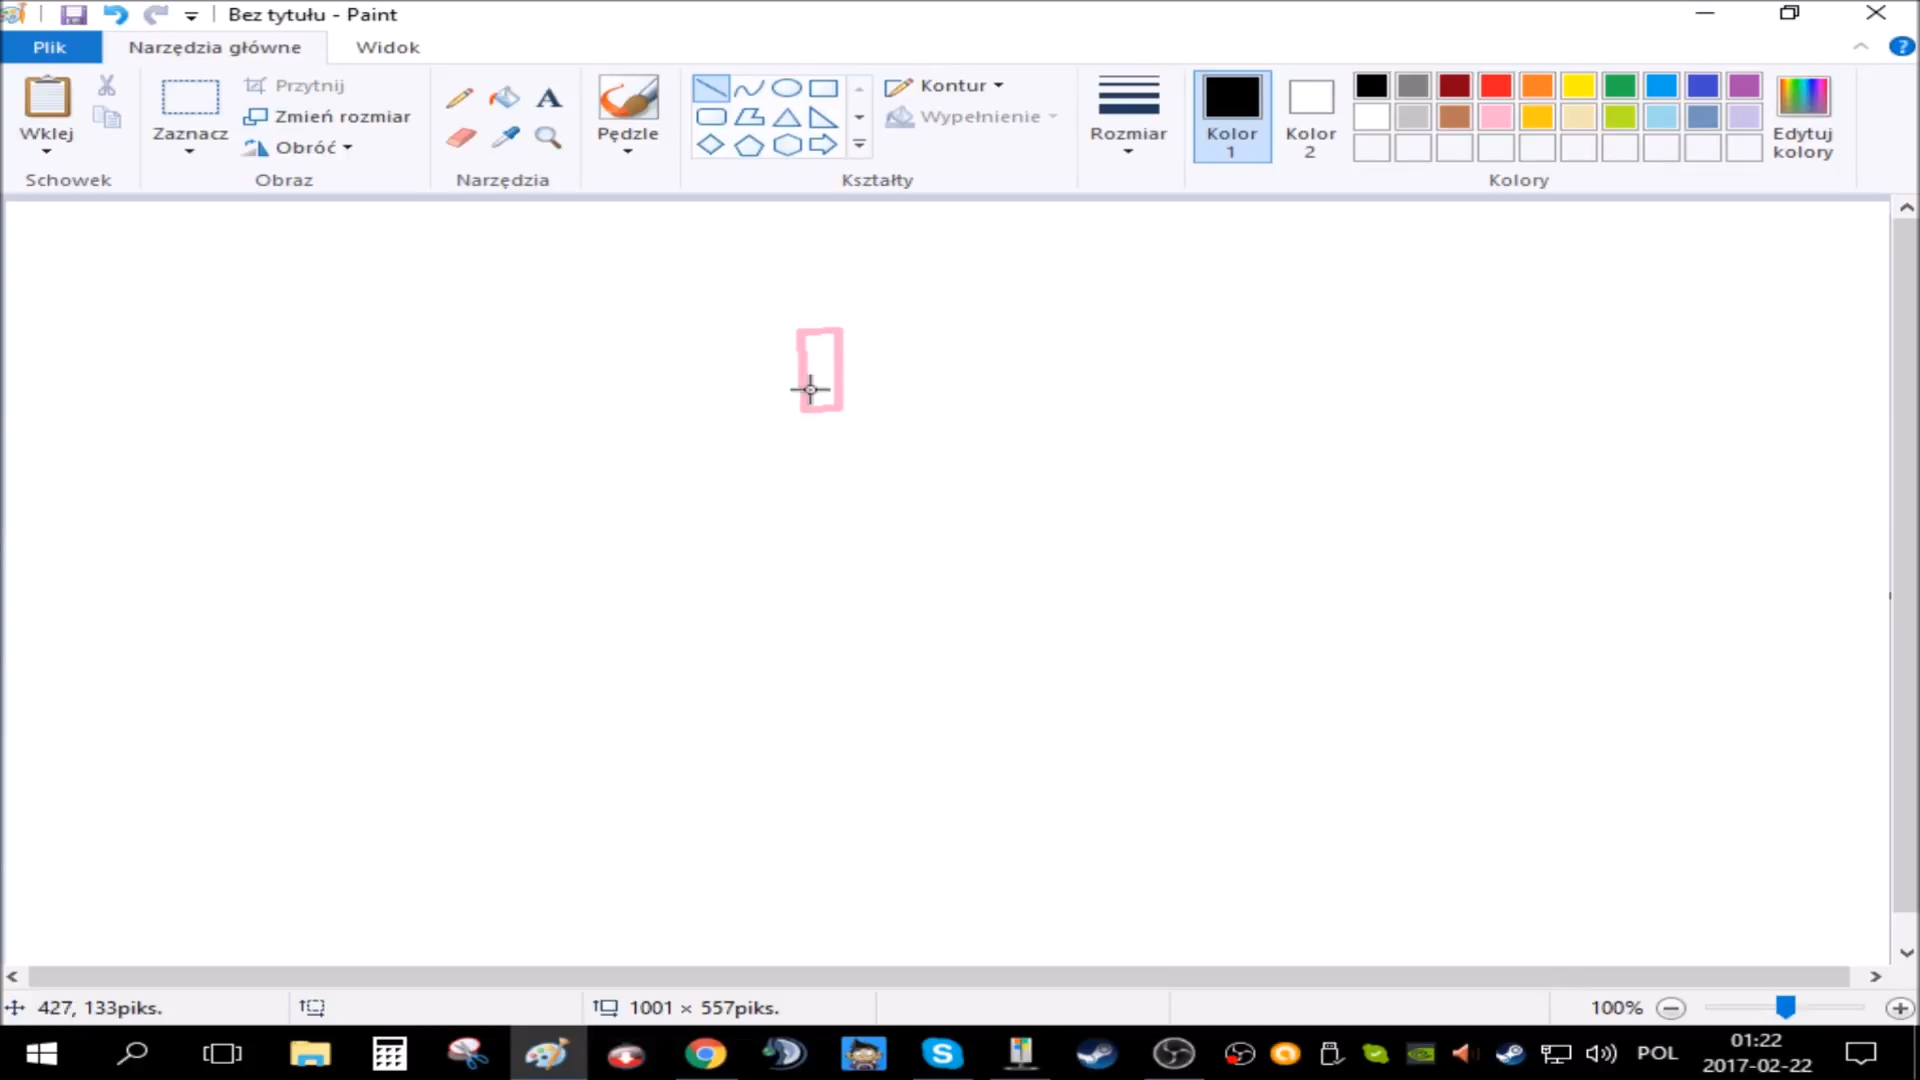 Bez tytułu - Paint
Plik
Narzędzia główne
Widok
Wklej
Schowek
Zaznacz
Przytnij
Zmień rozmiar
Obróć
Obraz
A
Narzędzia
Pędzle
Kształty
Kontur
Wypełnienie
Rozmiar
Kolor
1
Kolor
2
Kolory
Edytuj
kolory
427, 133piks.
1001 × 557piks.
100%
POL
01:22
2017-02-22